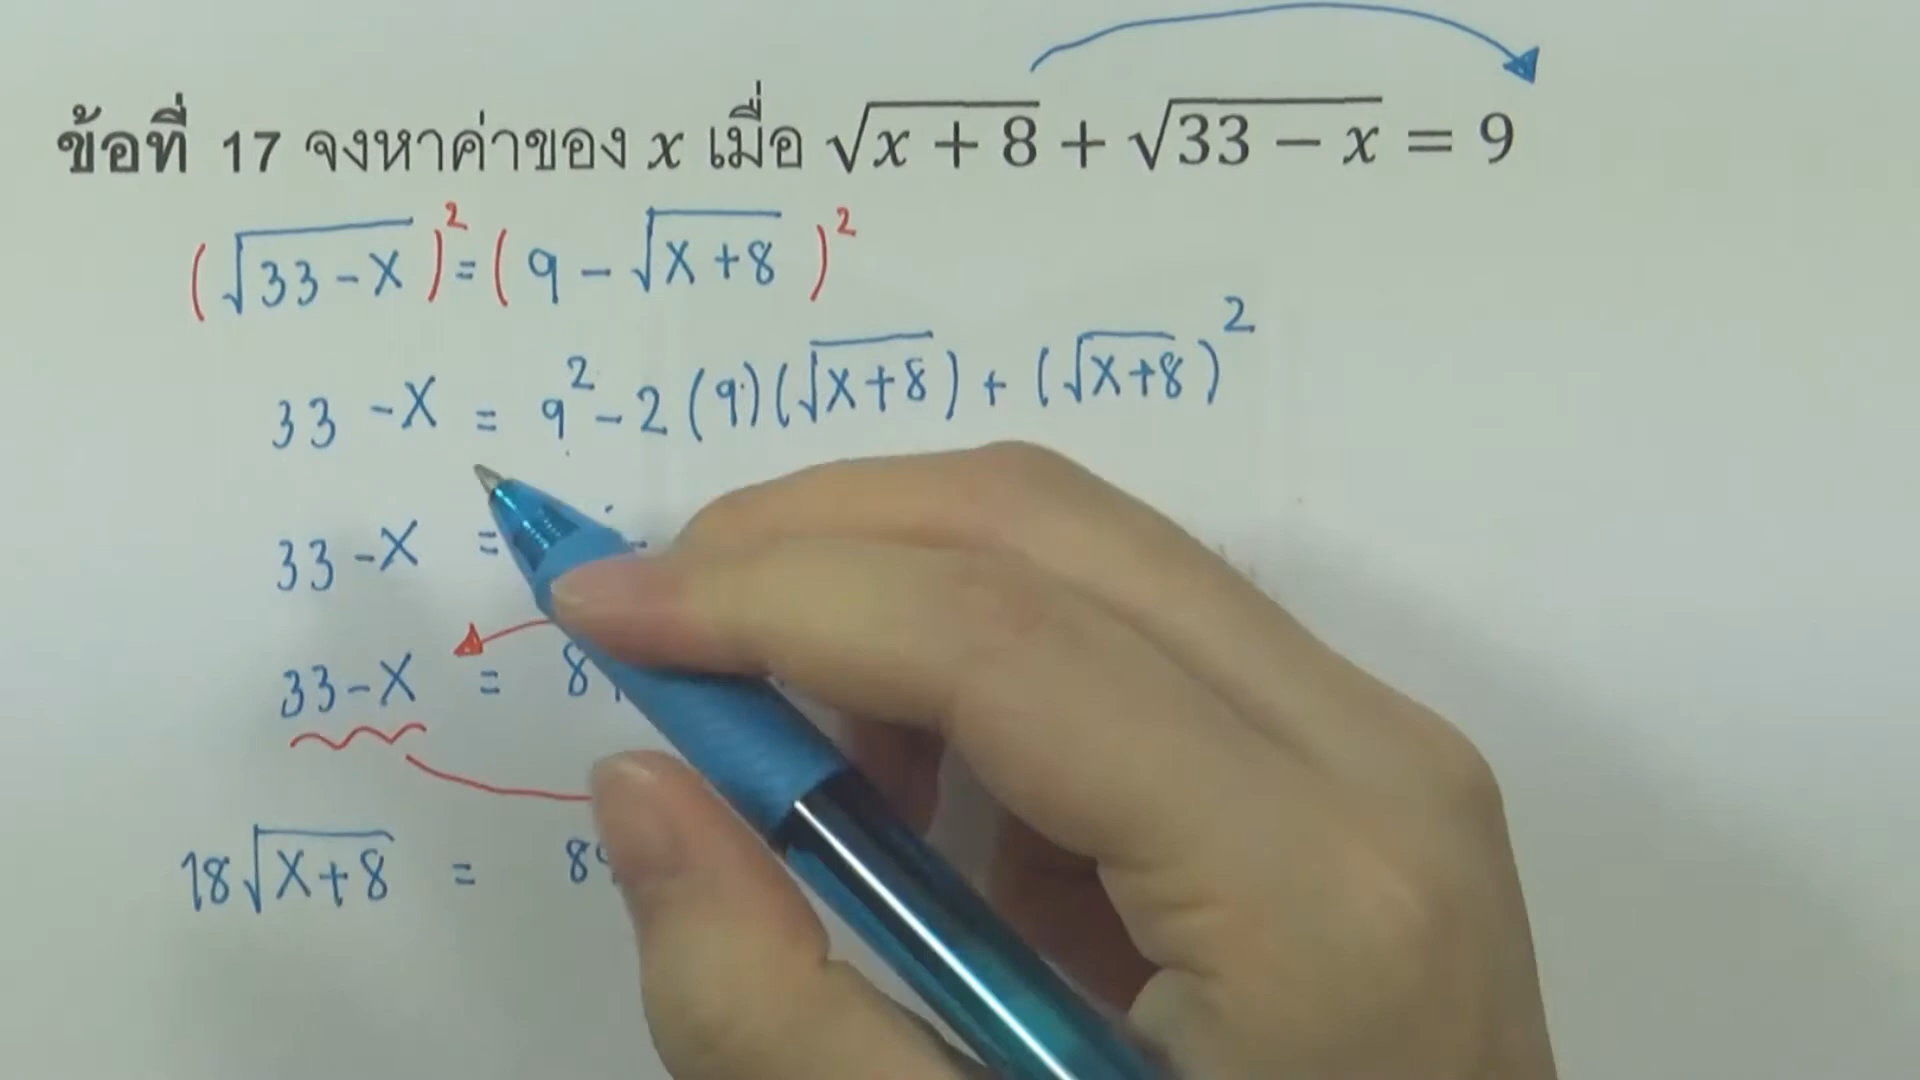 ข้อที่ 17 จงหาค่าของ x เมื่อ √(x + 8) + √(33 − x) = 9
(√(33 − x))² = (9 − √(x + 8))²
33 − x = 9² − 2(9)(√(x + 8)) + (√(x + 8))²
33 − x =
33 − x = 8
18√(x + 8) = 8